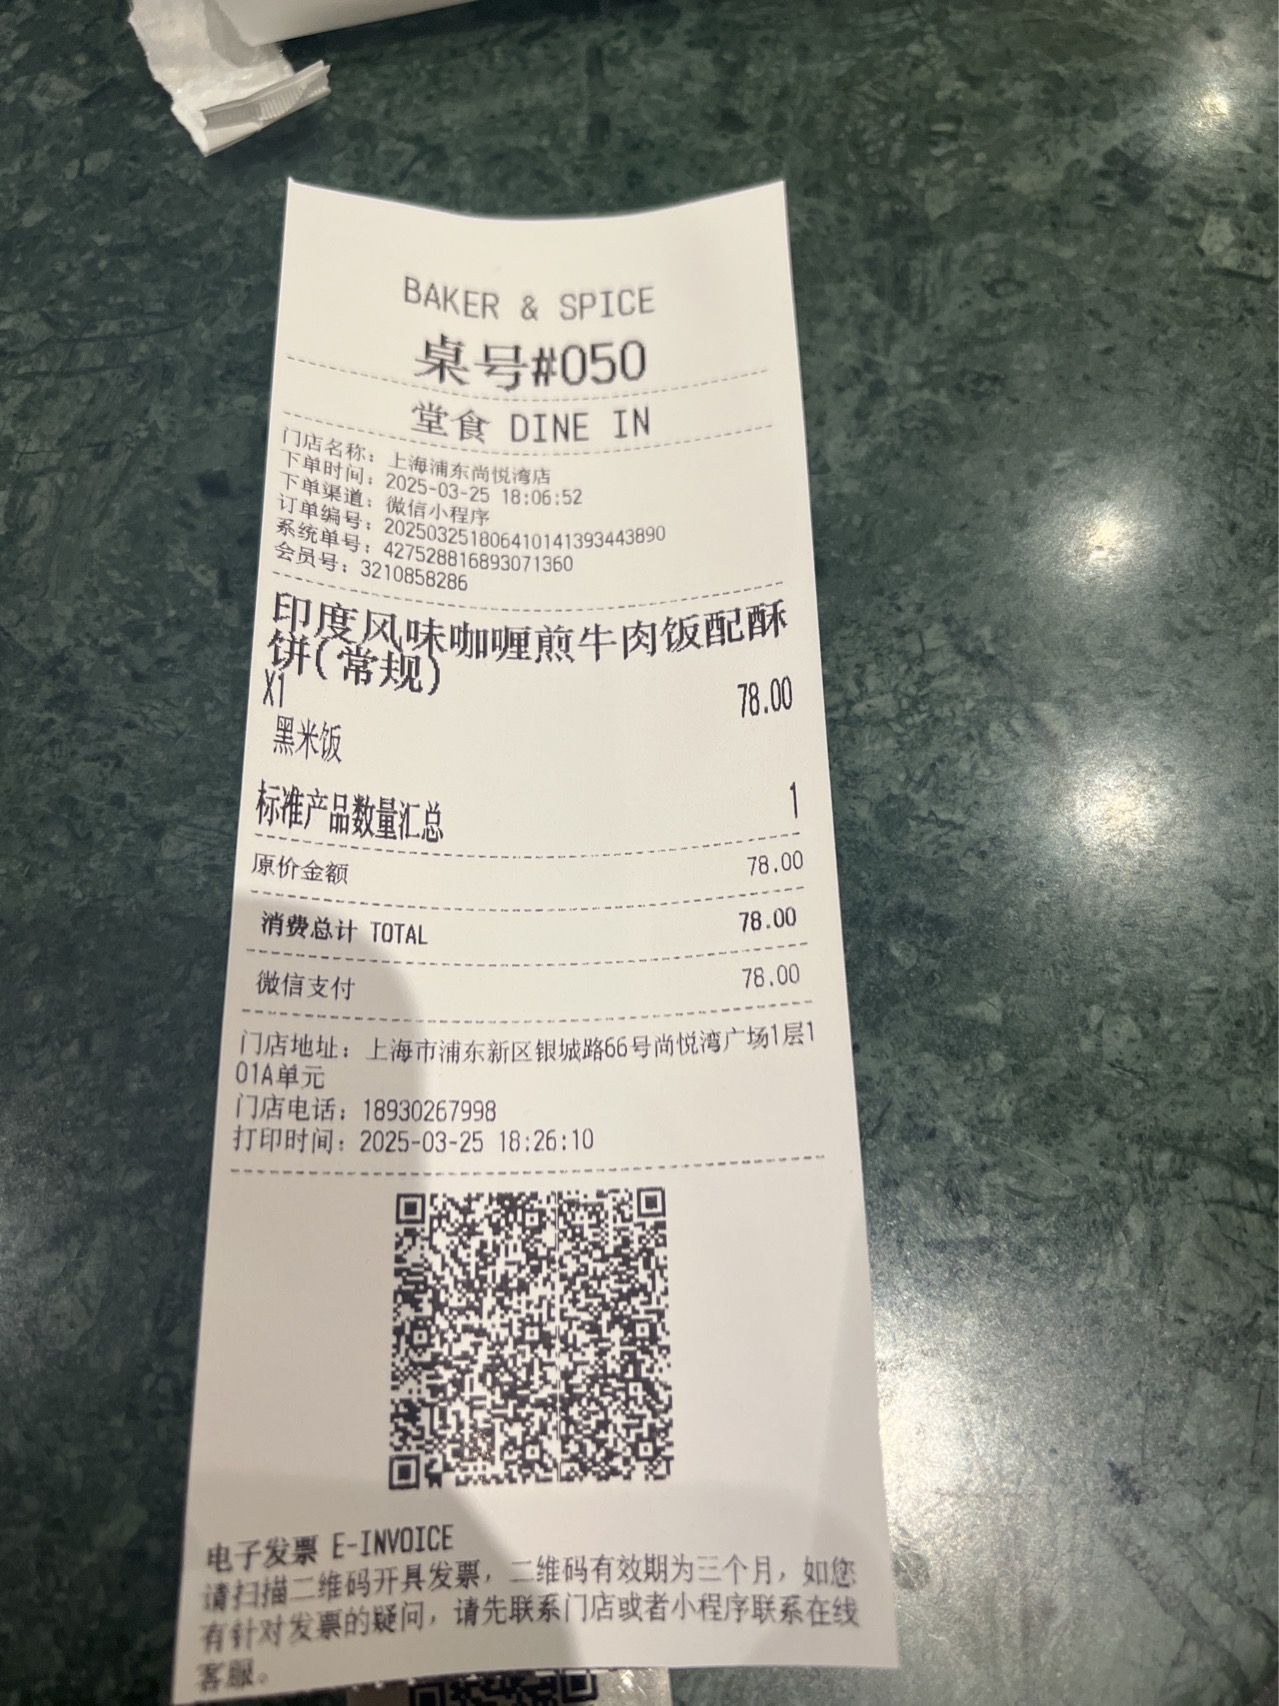 BAKER & SPICE
桌号#050
堂食 DINE IN
门店名称：上海浦东尚悦湾店
下单时间：2025-03-25 18:06:52
下单渠道：微信小程序
订单编号：20250325180641014139344​3890
系统单号：427528816893071360
会员号：3210858286
印度风味咖喱煎牛肉饭配酥
饼(常规)
X1 78.00
黑米饭
标准产品数量汇总 1
原价金额 78.00
消费总计 TOTAL 78.00
微信支付 78.00
门店地址：上海市浦东新区银城路66号尚悦湾广场1层1
01A单元
门店电话：18930267998
打印时间：2025-03-25 18:26:10
电子发票 E-INVOICE
请扫描二维码开具发票，二维码有效期为三个月，如您
有针对发票的疑问，请先联系门店或者小程序联系在线
客服。